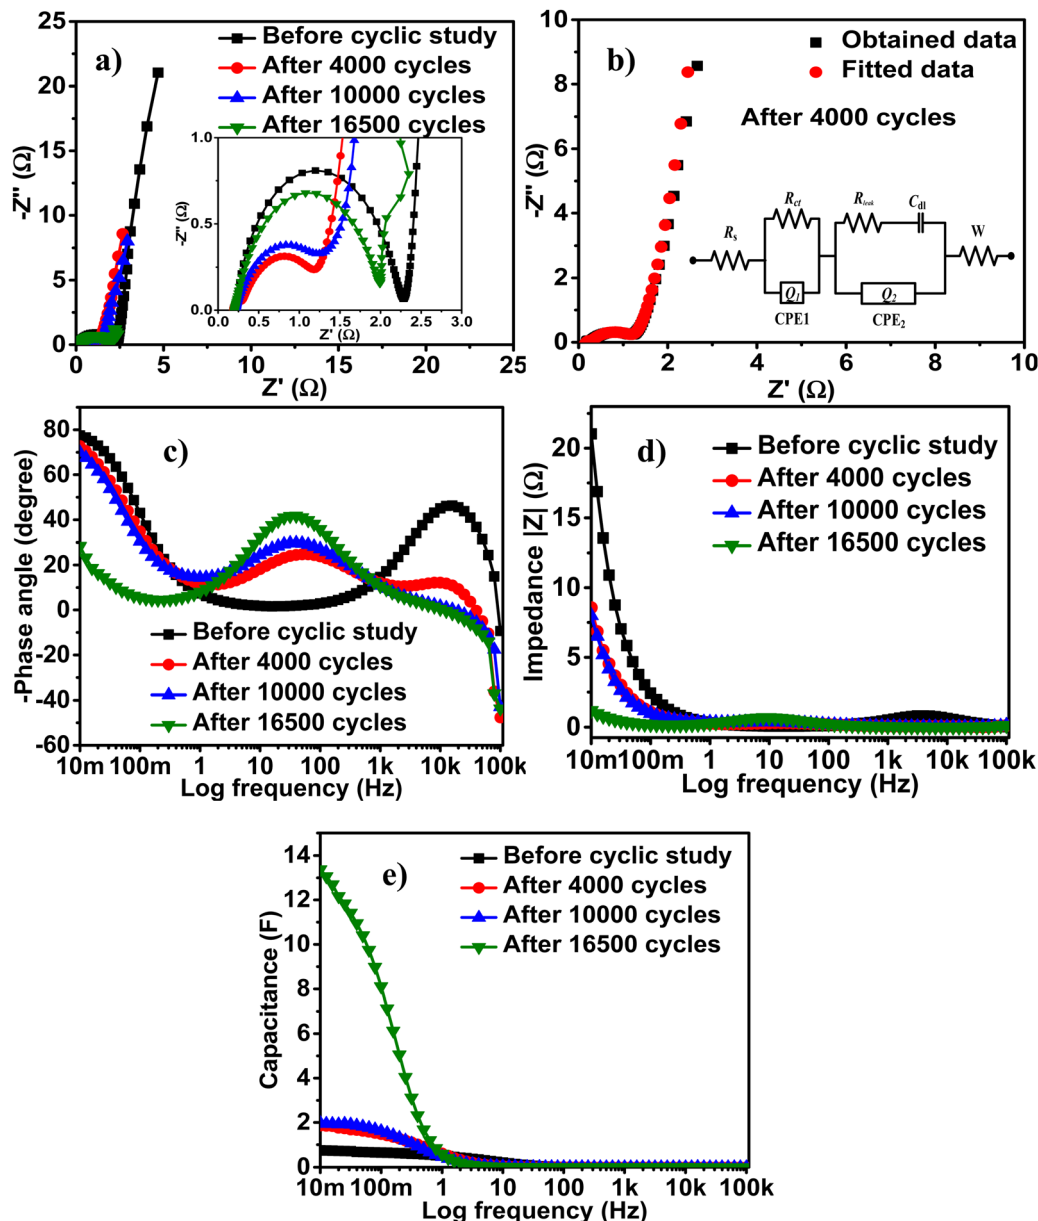 a)
Before cyclic study
After 4000 cycles
After 10000 cycles
After 16500 cycles
-Z'' (Ω)
25
20
15
10
5
0
0 5 10 15 20 25
Z' (Ω)
-Z'' (Ω)
1.0
0.5
0.0
0.0 0.5 1.0 1.5 2.0 2.5 3.0
Z' (Ω)
b)
Obtained data
Fitted data
After 4000 cycles
-Z'' (Ω)
10
8
6
4
2
0
0 2 4 6 8 10
Z' (Ω)
Rs
Rct
Q1
CPE1
Rleak
Cdl
Q2
CPE2
W
c)
-Phase angle (degree)
80
60
40
20
0
-20
-40
-60
Before cyclic study
After 4000 cycles
After 10000 cycles
After 16500 cycles
10m 100m 1 10 100 1k 10k 100k
Log frequency (Hz)
d)
Before cyclic study
After 4000 cycles
After 10000 cycles
After 16500 cycles
Impedance |Z| (Ω)
20
15
10
5
0
10m 100m 1 10 100 1k 10k 100k
Log frequency (Hz)
e)
Before cyclic study
After 4000 cycles
After 10000 cycles
After 16500 cycles
Capacitance (F)
14
12
10
8
6
4
2
0
10m 100m 1 10 100 1k 10k 100k
Log frequency (Hz)